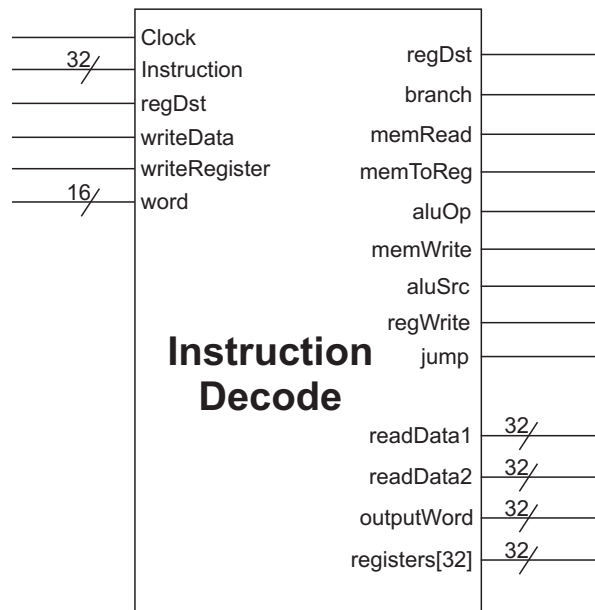 Clock
32
Instruction
regDst
writeData
writeRegister
16
word
regDst
branch
memRead
memToReg
aluOp
memWrite
aluSrc
regWrite
jump
Instruction
Decode
readData1
32
readData2
32
outputWord
32
registers[32]
32